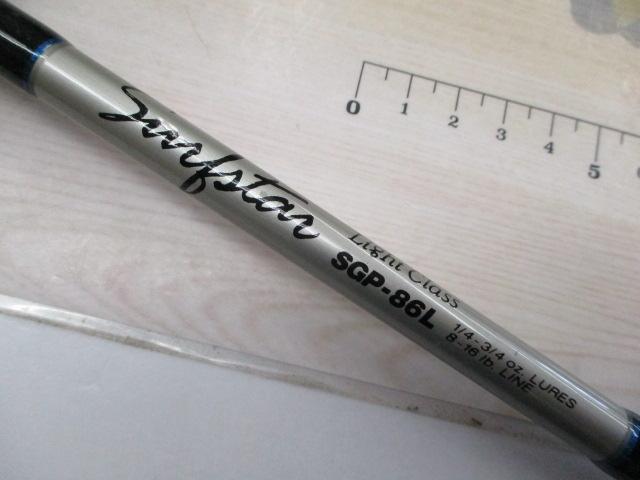 Surfstar
Light Class
SGP-86L
1/4-3/4 oz. LURES
8-16 lb. LINE
0 1 2 3 4 5